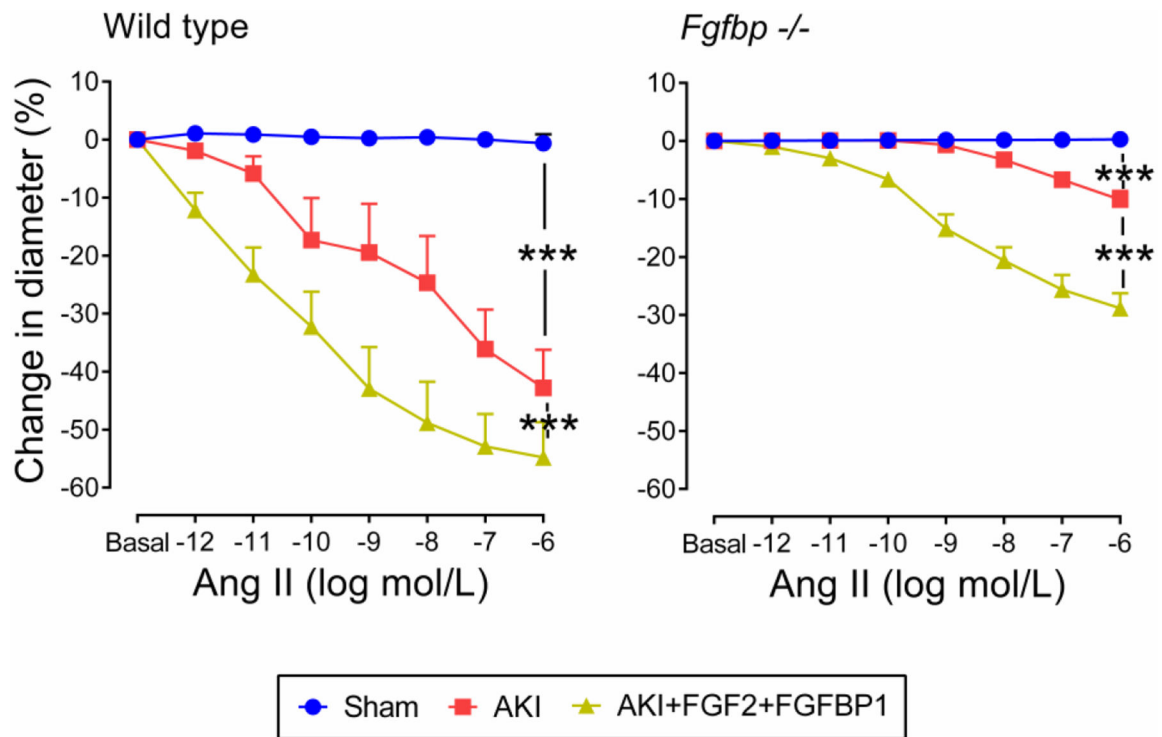 Wild type
Change in diameter (%)
10
0
-10
-20
-30
-40
-50
-60
***
***
Basal -12 -11 -10 -9 -8 -7 -6
Ang II (log mol/L)
Fgfbp -/-
10
0
-10
-20
-30
-40
-50
-60
***
***
Basal -12 -11 -10 -9 -8 -7 -6
Ang II (log mol/L)
Sham AKI AKI+FGF2+FGFBP1